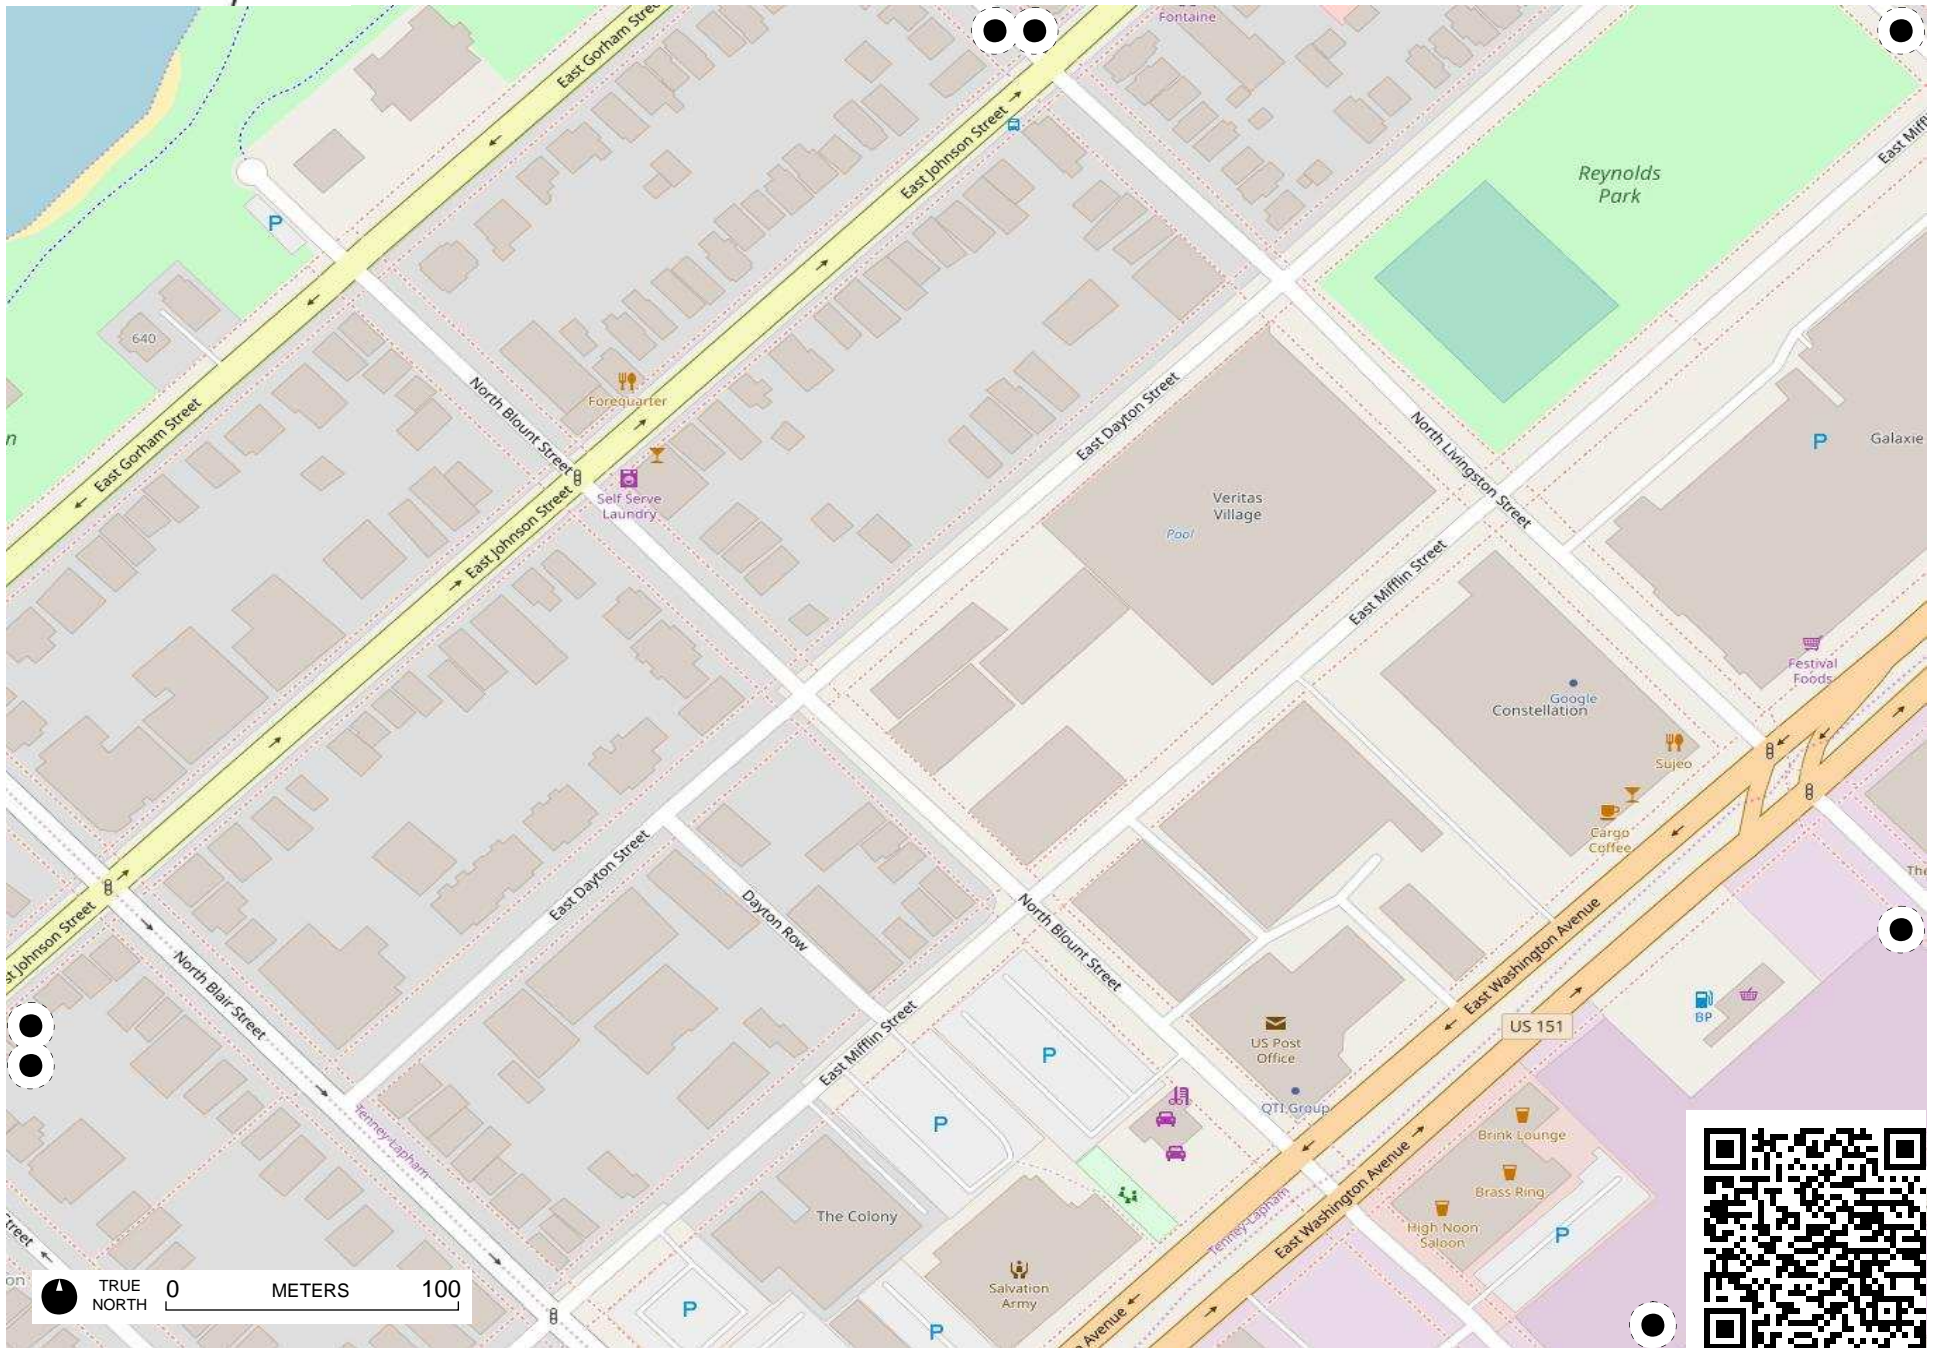 Fontaine
East Gorham Stree
East Johnson Street
East Miffl
Reynolds
Park
P
640
North Blount Street
Forequarter
East Gorham Street
East Dayton Street
North Livingston Street
P
Galaxie
n
Self Serve
Laundry
Veritas
Village
Pool
East Johnson Street
East Mifflin Street
Festival
Foods
Google
Constellation
Sujeo
Cargo
Coffee
The
East Dayton Street
Dayton Row
North Blount Street
East Washington Avenue
st Johnson Street
North Blair Street
US 151
BP
US Post
Office
P
East Mifflin Street
QTI Group
P
Tenney-Lapham
Brink Lounge
Brass Ring
High Noon
Saloon
P
The Colony
Tenney-Lapham
East Washington Avenue
Street
on
Salvation
Army
P
P
Avenue
TRUE
NORTH
0 METERS 100